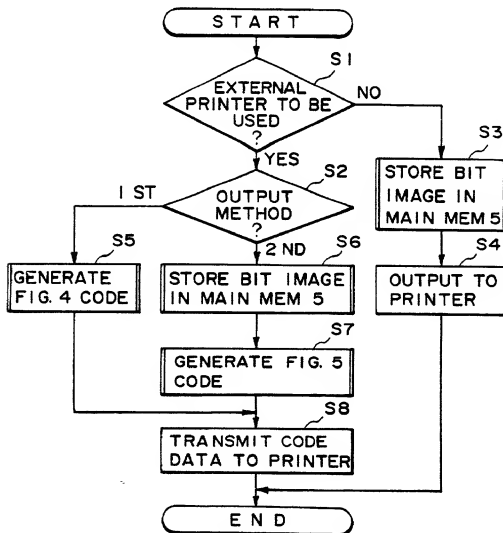 START
S1
EXTERNAL
PRINTER TO BE
USED
?
NO
YES
S2
OUTPUT
METHOD
?
1 ST
2 ND
S3
STORE BIT
IMAGE IN
MAIN MEM 5
S4
OUTPUT TO
PRINTER
S5
GENERATE
FIG. 4 CODE
S6
STORE BIT IMAGE
IN MAIN MEM 5
S7
GENERATE FIG. 5
CODE
S8
TRANSMIT CODE
DATA TO PRINTER
END